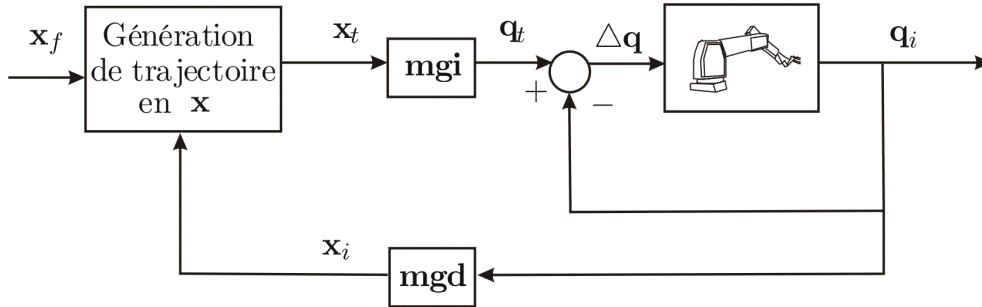 x_f
Génération
de trajectoire
en x
x_t
mgi
q_t
+
−
△q
q_i
x_i
mgd